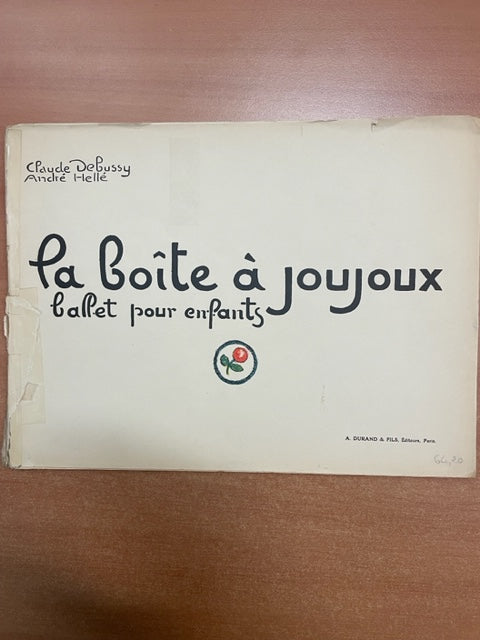 Claude Debussy
André Hellé
la boîte à joujoux
ballet pour enfants
A. DURAND & FILS, Éditeurs, Paris.